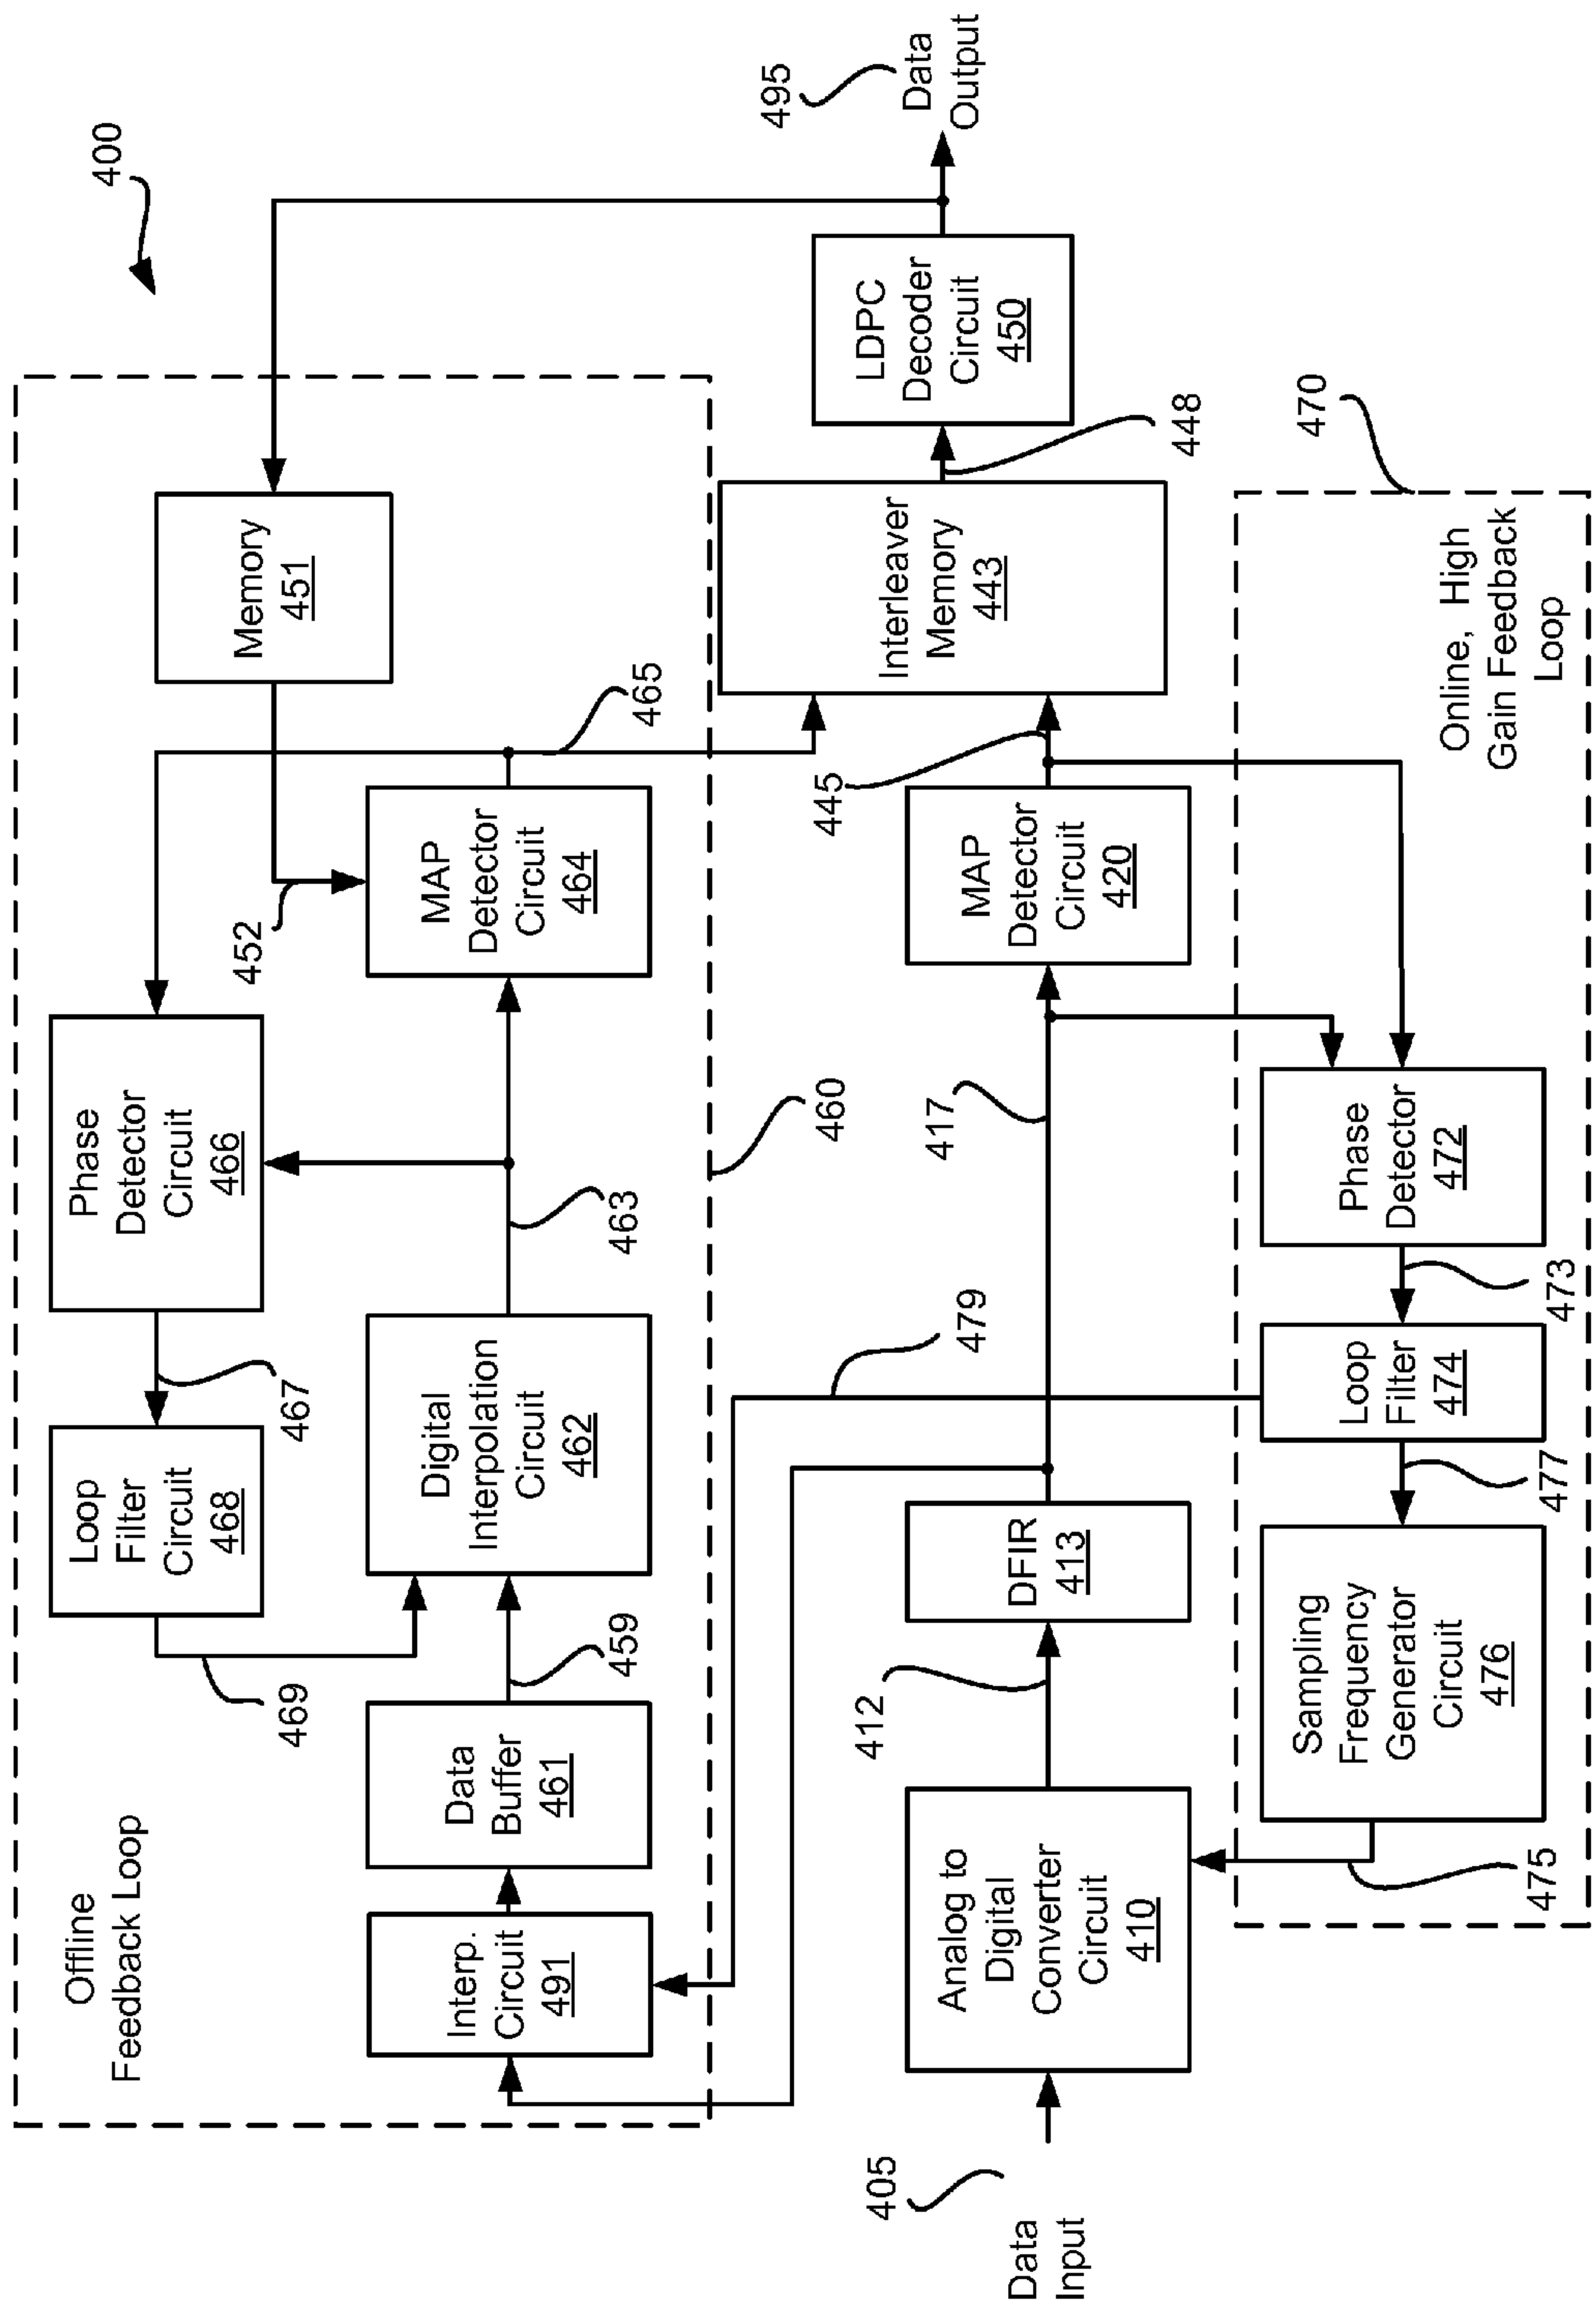 400
Offline
Feedback Loop
Loop
Filter
Circuit
468
467
Phase
Detector
Circuit
466
Memory
451
469
452
Interp.
Circuit
491
Data
Buffer
461
459
Digital
Interpolation
Circuit
462
463
MAP
Detector
Circuit
464
465
460
479
495
Data
Output
405
Data
Input
Analog to
Digital
Converter
Circuit
410
412
DFIR
413
417
MAP
Detector
Circuit
420
445
Interleaver
Memory
443
448
LDPC
Decoder
Circuit
450
470
Sampling
Frequency
Generator
Circuit
476
475
477
Loop
Filter
474
473
Phase
Detector
472
Online, High
Gain Feedback
Loop